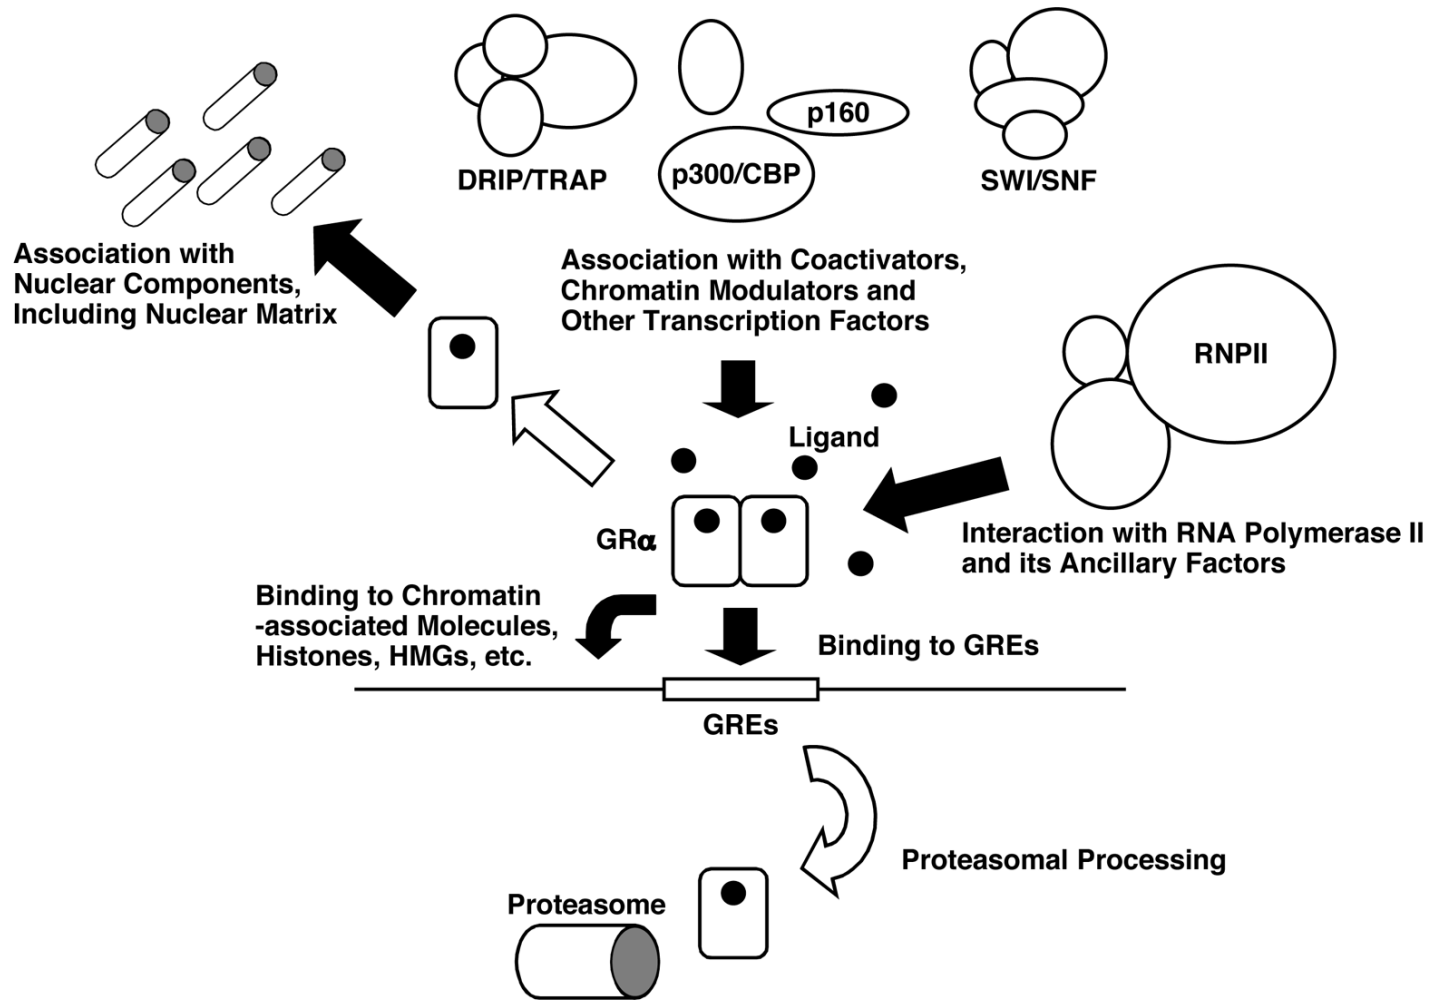 p160
p300/CBP
DRIP/TRAP
SWI/SNF
Association with
Nuclear Components,
Including Nuclear Matrix
Association with Coactivators,
Chromatin Modulators and
Other Transcription Factors
RNPII
Ligand
GRα
Interaction with RNA Polymerase II
and its Ancillary Factors
Binding to Chromatin
-associated Molecules,
Histones, HMGs, etc.
Binding to GREs
GREs
Proteasomal Processing
Proteasome